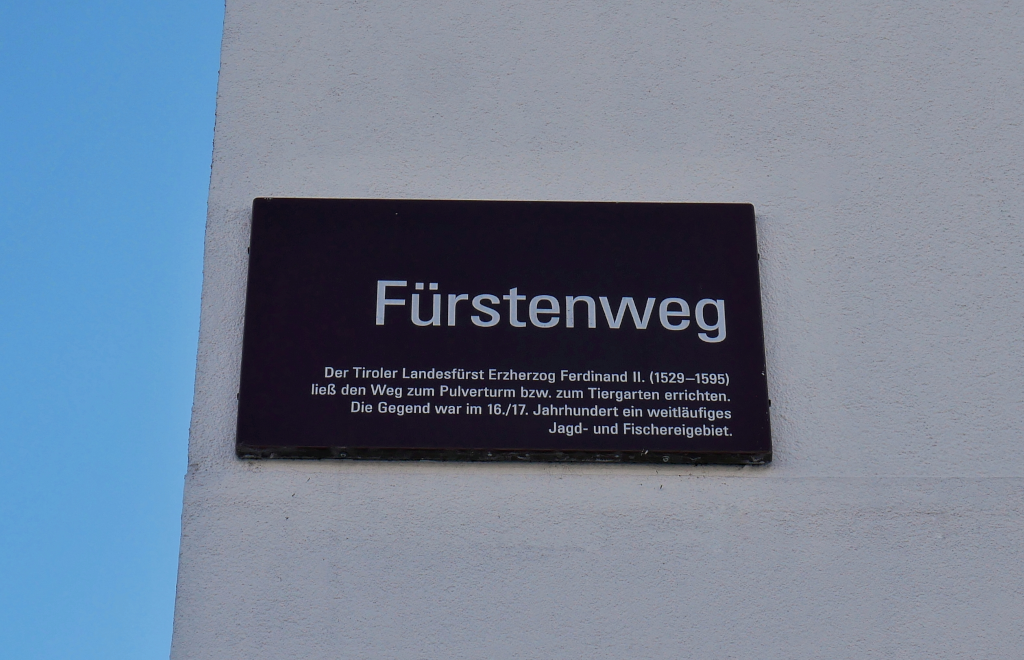 Fürstenweg
Der Tiroler Landesfürst Erzherzog Ferdinand II. (1529–1595)
ließ den Weg zum Pulverturm bzw. zum Tiergarten errichten.
Die Gegend war im 16./17. Jahrhundert ein weitläufiges
Jagd- und Fischereigebiet.